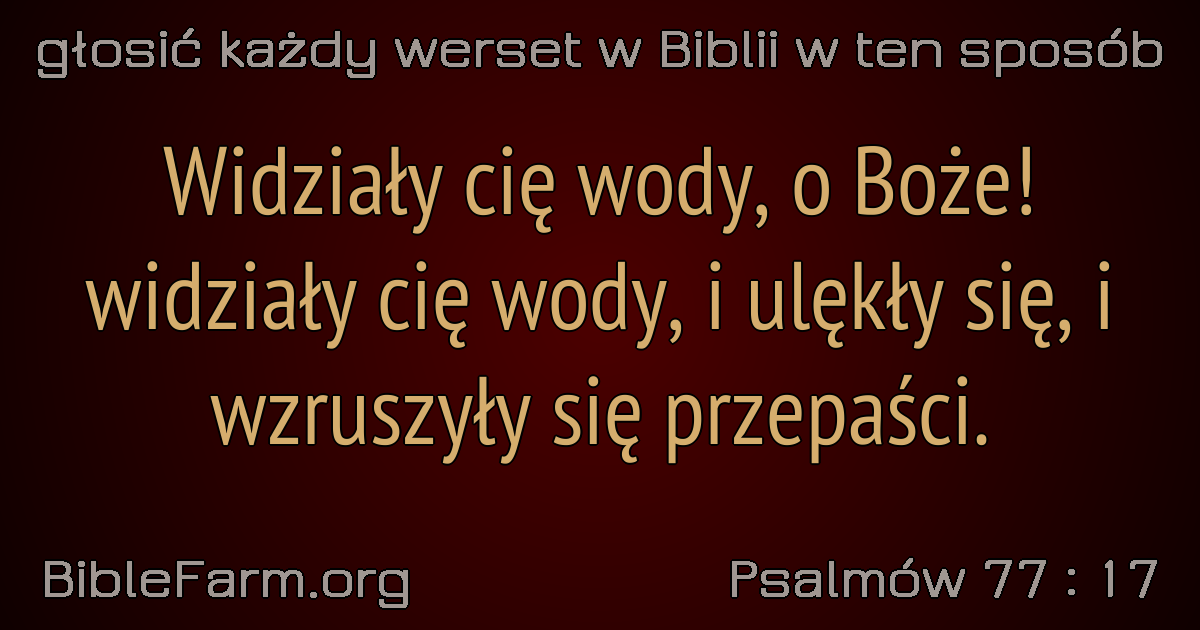 głosić każdy werset w Biblii w ten sposób
Widziały cię wody, o Boże!
widziały cię wody, i ulękły się, i
wzruszyły się przepaści.
BibleFarm.org
Psalmów 77 : 17